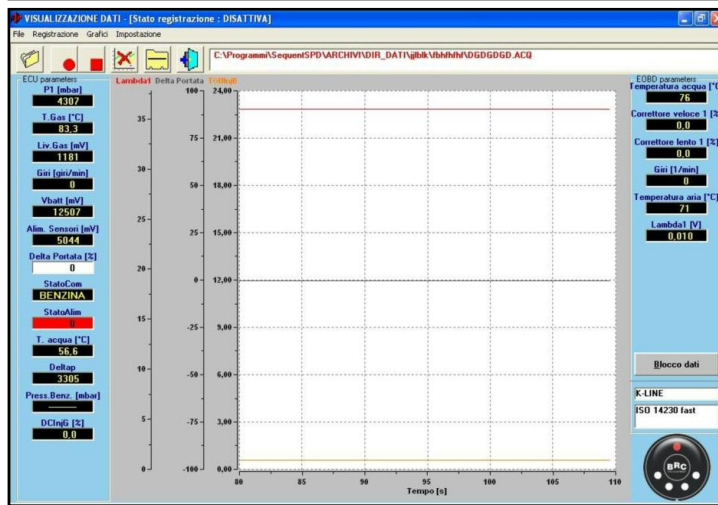 VISUALIZZAZIONE DATI - [Stato registrazione : DISATTIVA]
File Registrazione Grafici Impostazione
C:\Programmi\SequentSPD\ARCHIVI\DIR_DATI\jjlblk\fbhfhfhf\DGDGDGD.ACQ
ECU parameters
P1 [mbar]
4307
T.Gas [°C]
83,3
Liv.Gas [mV]
1181
Giri [giri/min]
0
Vbatt [mV]
12507
Alim. Sensori [mV]
5044
Delta Portata [%]
0
StatoCom
BENZINA
StatoAlim
0
T. acqua [°C]
56,6
Deltap
3305
Press.Benz. [mbar]
-----
DCInjG [%]
0,0
Lambda1 Delta Portata
35
30
25
20
15
10
5
0
100
75
50
25
0
-25
-50
-75
-100
24,00
21,00
18,00
15,00
12,00
9,00
6,00
3,00
0,00
80 85 90 95 100 105 110
Tempo [s]
EOBD parameters
Temperatura acqua [°C
76
Correttore veloce 1 [%
0,0
Correttore lento 1 [%]
0,0
Giri [1/min]
0
Temperatura aria [°C]
71
Lambda1 [V]
0,010
Blocco dati
K-LINE
ISO 14230 fast
BRC